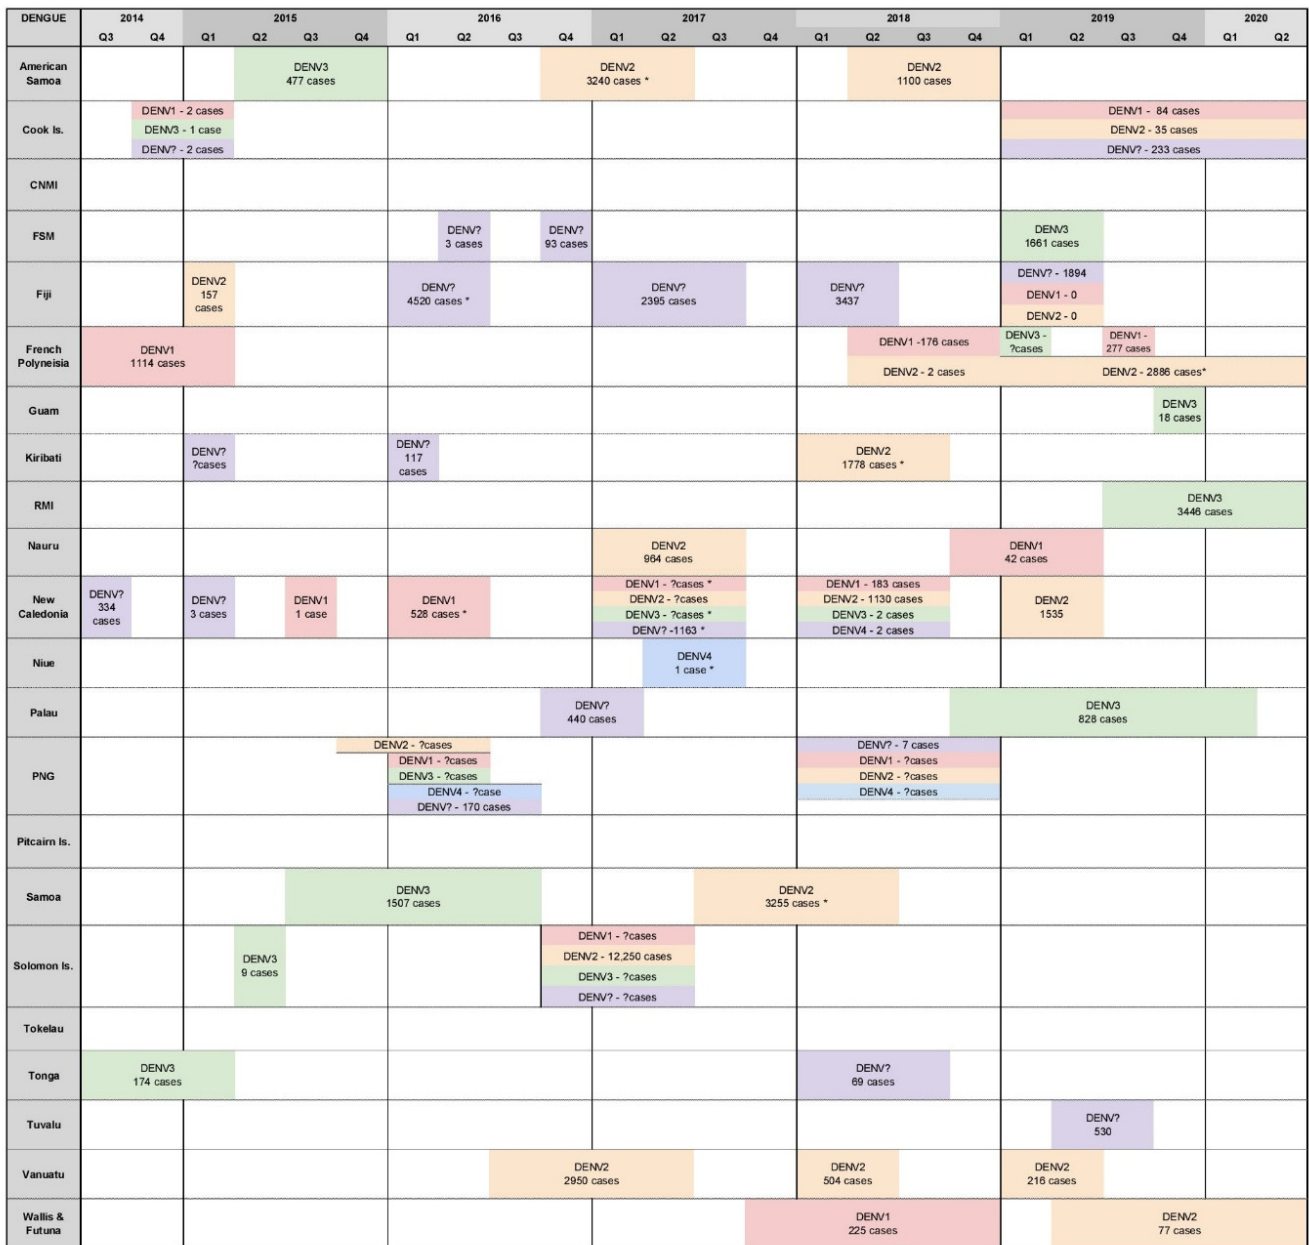 DENGUE 2014 2015 2016 2017 2018 2019 2020
Q3 Q4 Q1 Q2 Q3 Q4 Q1 Q2 Q3 Q4 Q1 Q2 Q3 Q4 Q1 Q2 Q3 Q4 Q1 Q2 Q3 Q4 Q1 Q2
American
Samoa
DENV3
477 cases
DENV2
3240 cases *
DENV2
1100 cases
Cook Is.
DENV1 - 2 cases
DENV3 - 1 case
DENV? - 2 cases
DENV1 - 84 cases
DENV2 - 35 cases
DENV? - 233 cases
CNMI
FSM
DENV?
3 cases
DENV?
93 cases
DENV3
1661 cases
Fiji
DENV2
157
cases
DENV?
4520 cases *
DENV?
2395 cases
DENV?
3437
DENV? - 1894
DENV1 - 0
DENV2 - 0
French
Polyneisia
DENV1
1114 cases
DENV1 -176 cases
DENV2 - 2 cases
DENV3 -
?cases
DENV1 -
277 cases
DENV2 - 2886 cases*
Guam
DENV3
18 cases
Kiribati
DENV?
?cases
DENV?
117
cases
DENV2
1778 cases *
RMI
DENV3
3446 cases
Nauru
DENV2
964 cases
DENV1
42 cases
New
Caledonia
DENV?
334
cases
DENV?
3 cases
DENV1
1 case
DENV1
528 cases *
DENV1 - ?cases *
DENV2 - ?cases
DENV3 - ?cases *
DENV? -1163 *
DENV1 - 183 cases
DENV2 - 1130 cases
DENV3 - 2 cases
DENV4 - 2 cases
DENV2
1535
Niue
DENV4
1 case *
Palau
DENV?
440 cases
DENV3
828 cases
PNG
DENV2 - ?cases
DENV1 - ?cases
DENV3 - ?cases
DENV4 - ?case
DENV? - 170 cases
DENV? - 7 cases
DENV1 - ?cases
DENV2 - ?cases
DENV4 - ?cases
Pitcairn Is.
Samoa
DENV3
1507 cases
DENV2
3255 cases *
Solomon Is.
DENV3
9 cases
DENV1 - ?cases
DENV2 - 12,250 cases
DENV3 - ?cases
DENV? - ?cases
Tokelau
Tonga
DENV3
174 cases
DENV?
69 cases
Tuvalu
DENV?
530
Vanuatu
DENV2
2950 cases
DENV2
504 cases
DENV2
216 cases
Wallis &
Futuna
DENV1
225 cases
DENV2
77 cases